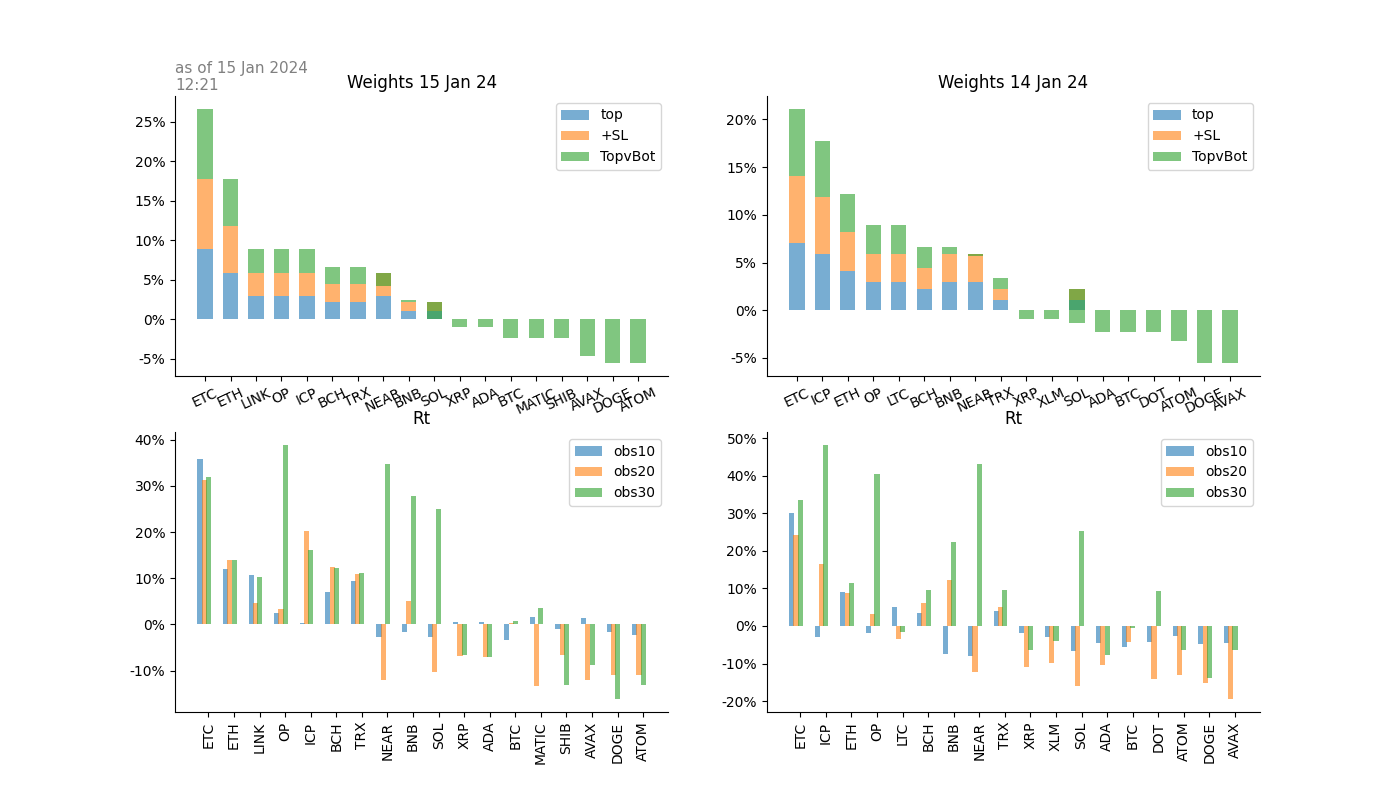 as of 15 Jan 2024
12:21
Weights 15 Jan 24
25%
20%
15%
10%
5%
0%
-5%
top
+SL
TopvBot
ETC ETH LINK OP ICP BCH TRX NEAR BNB SOL XRP ADA BTC MATIC SHIB AVAX DOGE ATOM
Weights 14 Jan 24
20%
15%
10%
5%
0%
-5%
top
+SL
TopvBot
ETC ICP ETH OP LTC BCH BNB NEAR TRX XRP XLM SOL ADA BTC DOT ATOM DOGE AVAX
Rt
40%
30%
20%
10%
0%
-10%
obs10
obs20
obs30
ETC ETH LINK OP ICP BCH TRX NEAR BNB SOL XRP ADA BTC MATIC SHIB AVAX DOGE ATOM
Rt
50%
40%
30%
20%
10%
0%
-10%
-20%
obs10
obs20
obs30
ETC ICP ETH OP LTC BCH BNB NEAR TRX XRP XLM SOL ADA BTC DOT ATOM DOGE AVAX